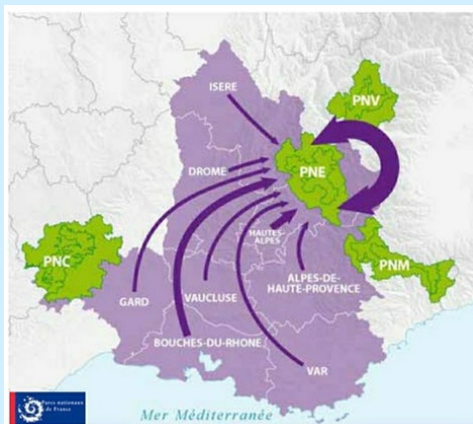 ISERE
PNV
DROME
PNE
HAUTES-
ALPES
PNC
PNM
GARD
VAUCLUSE
ALPES-DE-
HAUTE-PROVENCE
BOUCHES-DU-RHONE
VAR
Parcs nationaux
de France
Mer Méditerranée